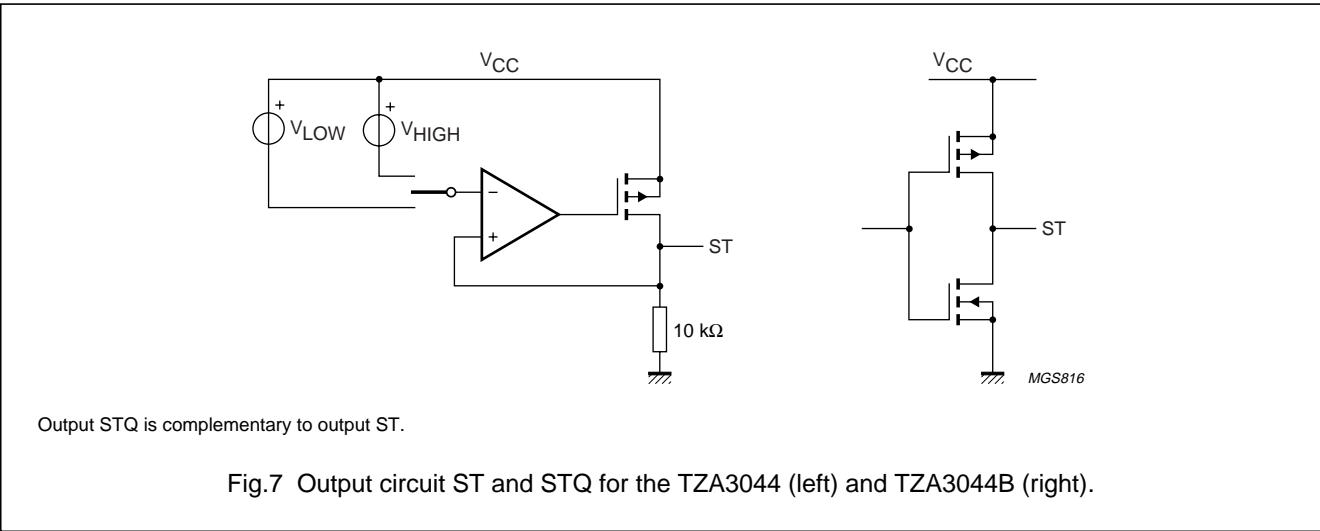 VCC
VCC
+
+
VLOW
VHIGH
−
+
ST
ST
10 kΩ
MGS816
Output STQ is complementary to output ST.
Fig.7 Output circuit ST and STQ for the TZA3044 (left) and TZA3044B (right).